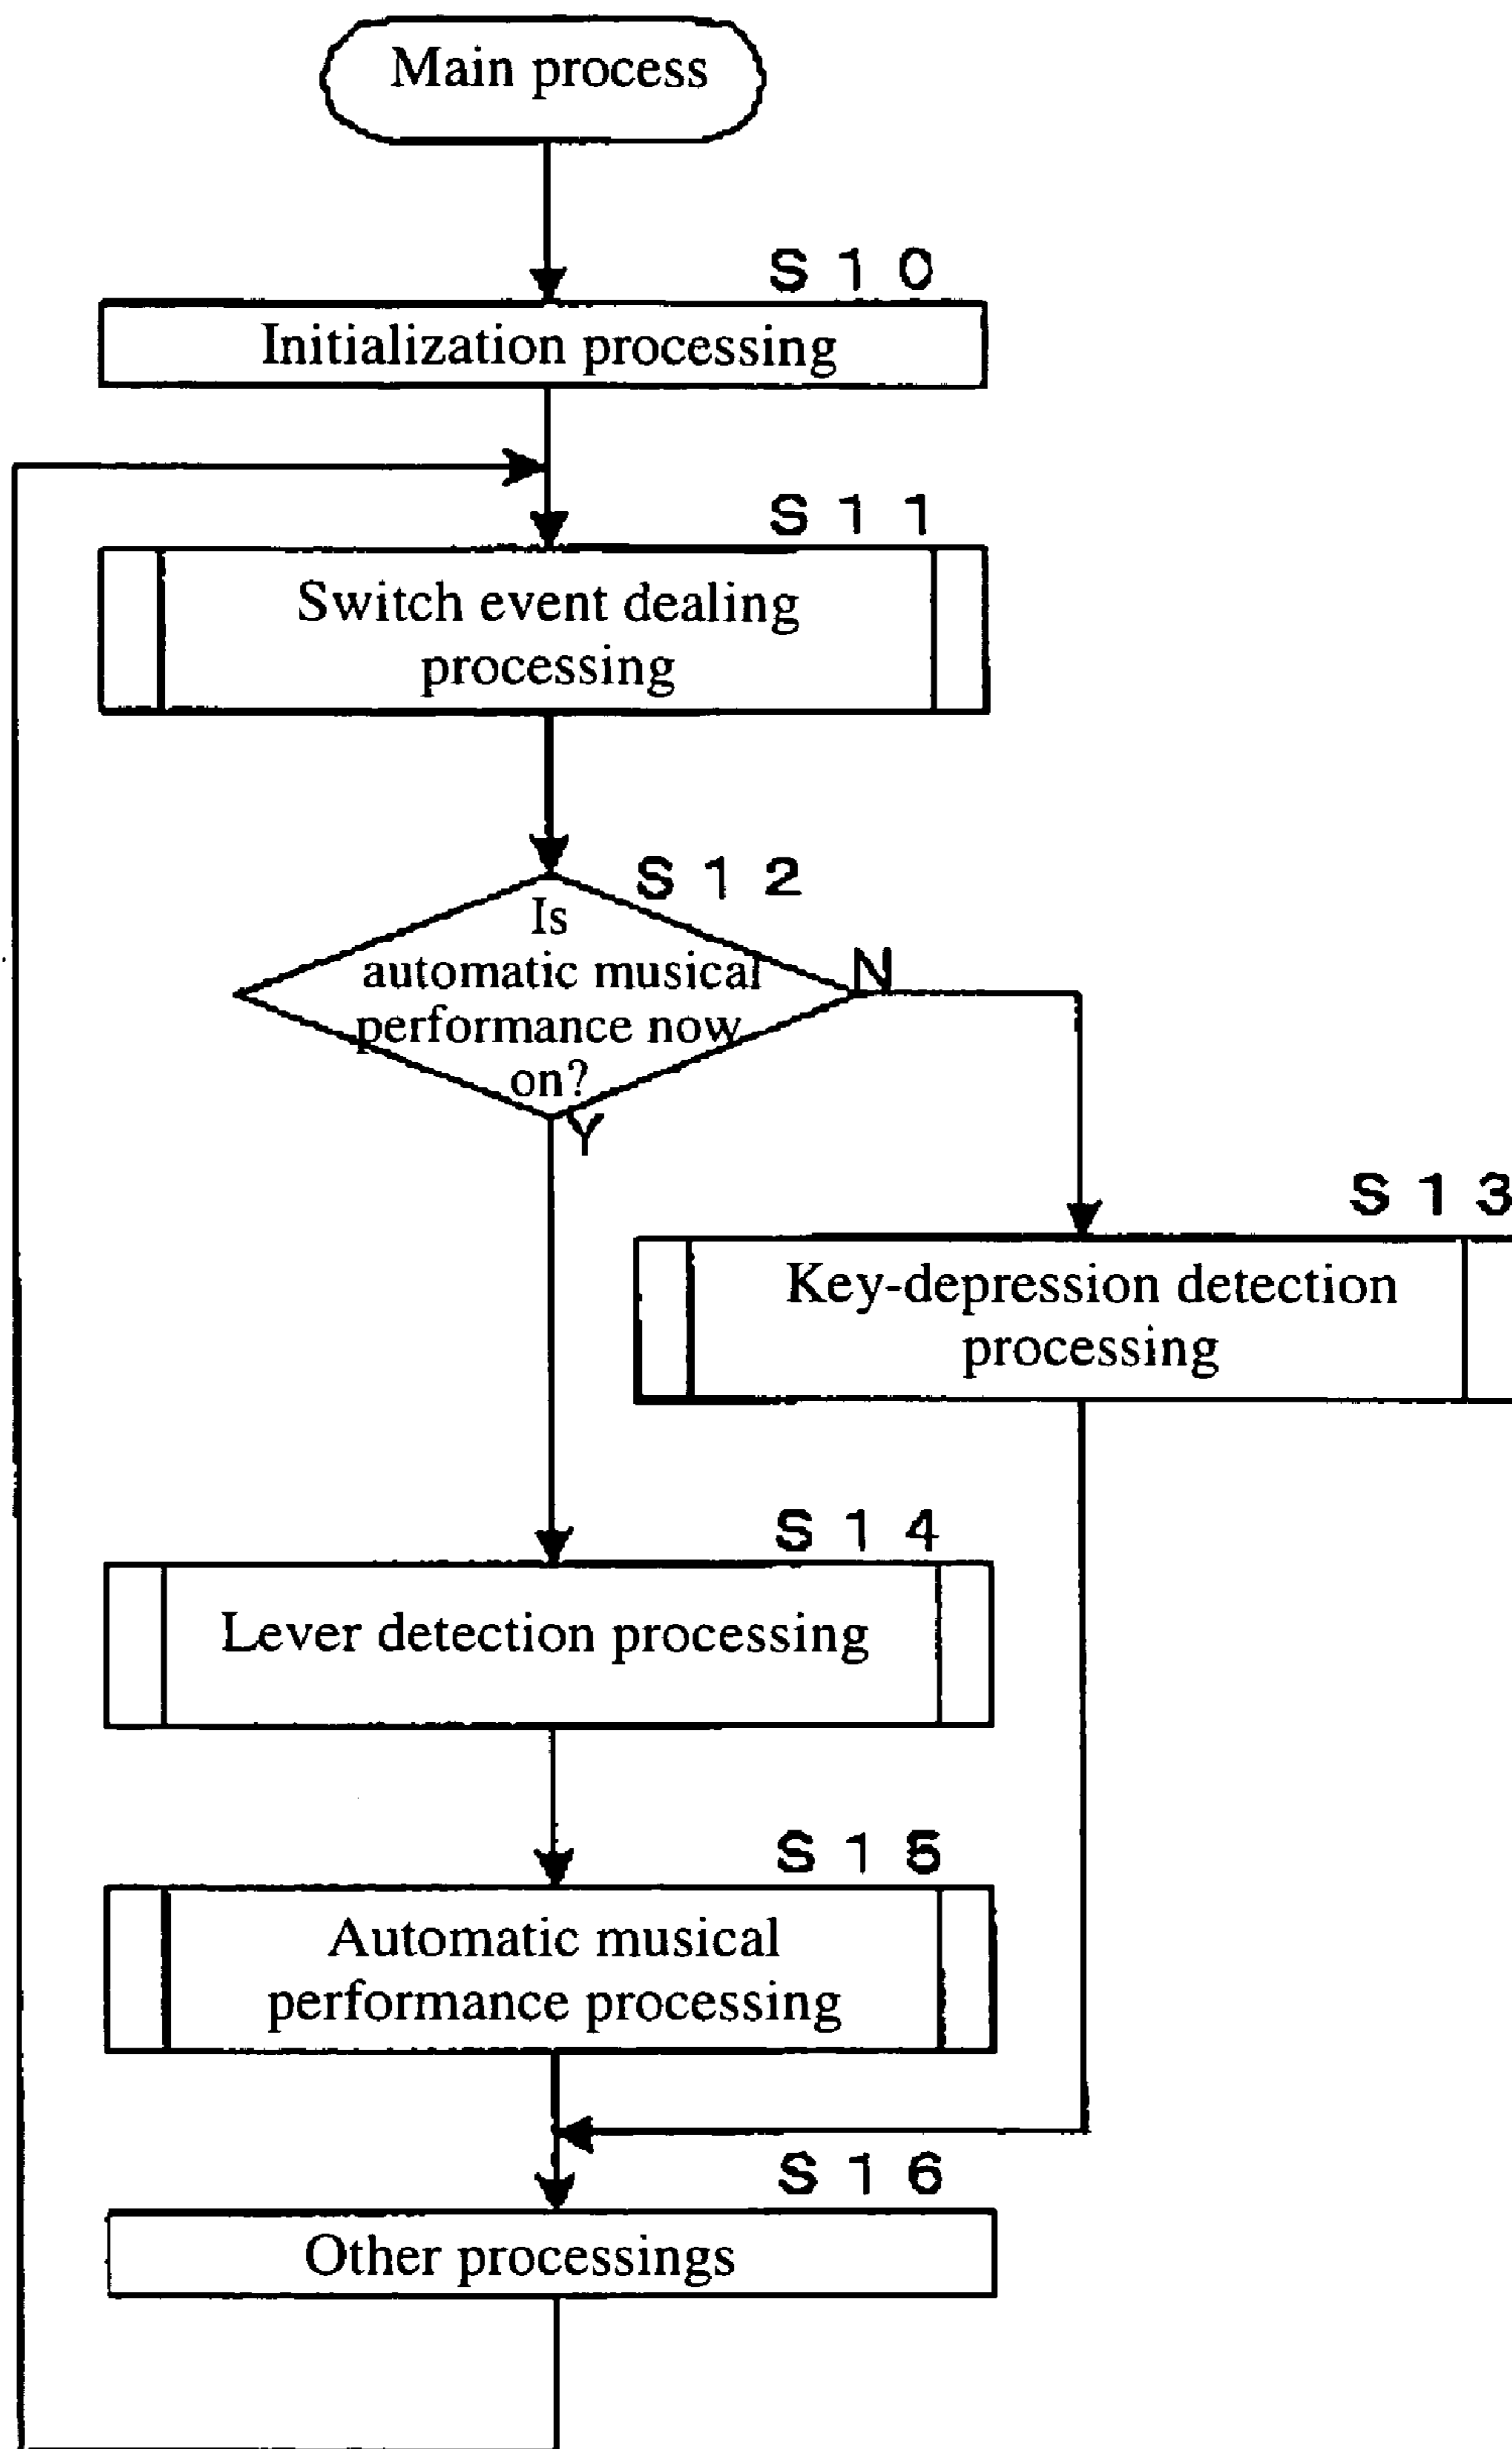 Main process
S10
Initialization processing
S11
Switch event dealing
processing
S12
Is
automatic musical
performance now
on?
N
Y
S13
Key-depression detection
processing
S14
Lever detection processing
S15
Automatic musical
performance processing
S16
Other processings